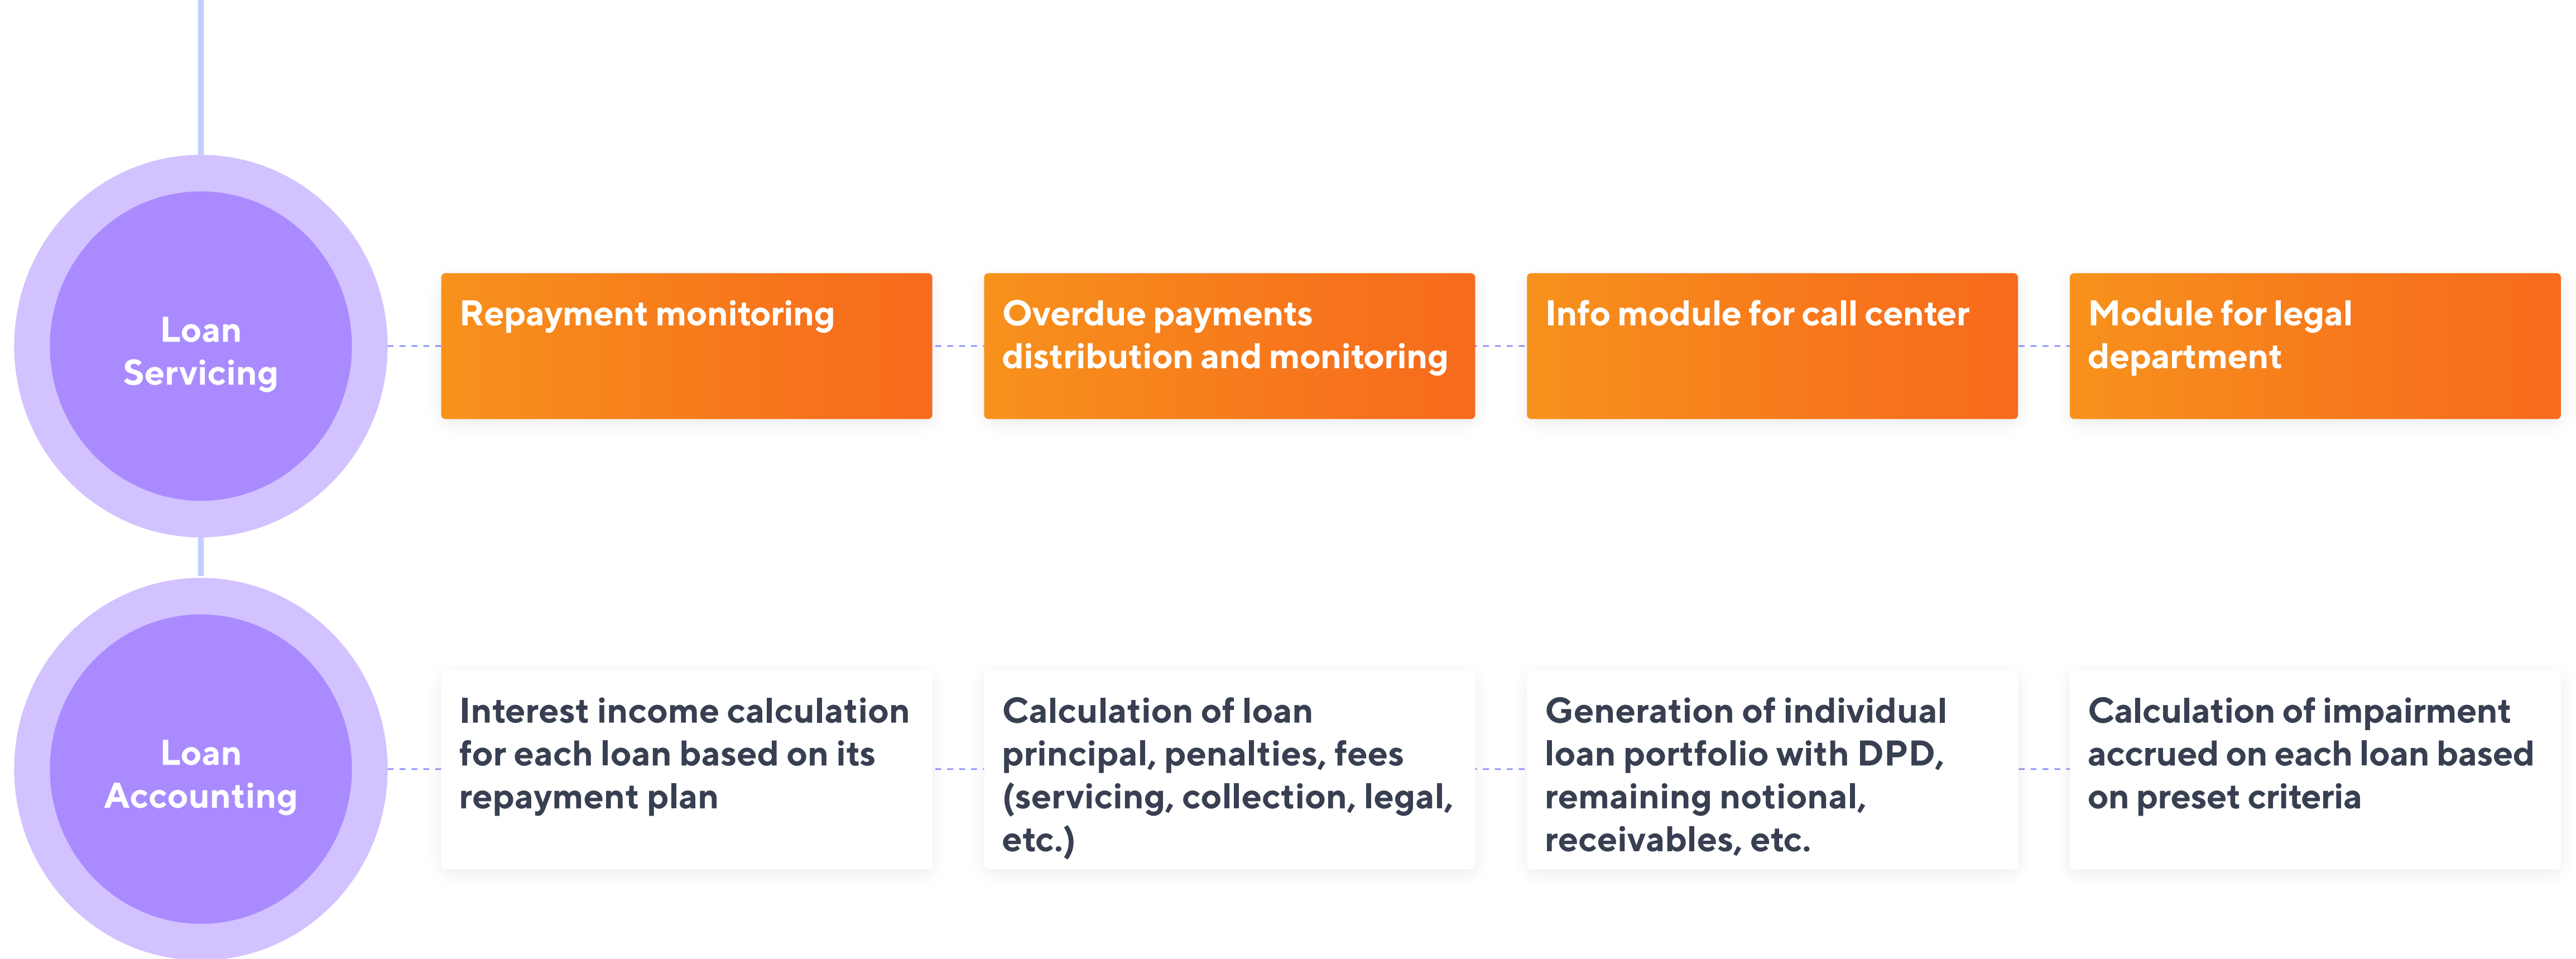 Loan
Servicing
Repayment monitoring
Overdue payments
distribution and monitoring
Info module for call center
Module for legal
department
Loan
Accounting
Interest income calculation
for each loan based on its
repayment plan
Calculation of loan
principal, penalties, fees
(servicing, collection, legal,
etc.)
Generation of individual
loan portfolio with DPD,
remaining notional,
receivables, etc.
Calculation of impairment
accrued on each loan based
on preset criteria